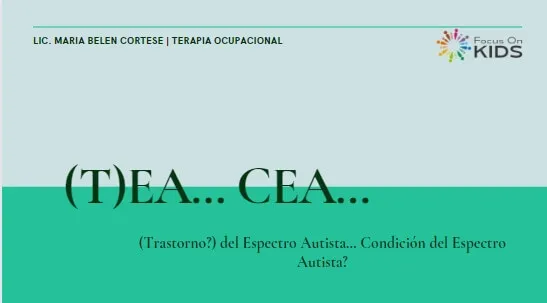 LIC. MARIA BELEN CORTESE | TERAPIA OCUPACIONAL
Focus On
KIDS
(T)EA... CEA...
(Trastorno?) del Espectro Autista... Condición del Espectro
Autista?